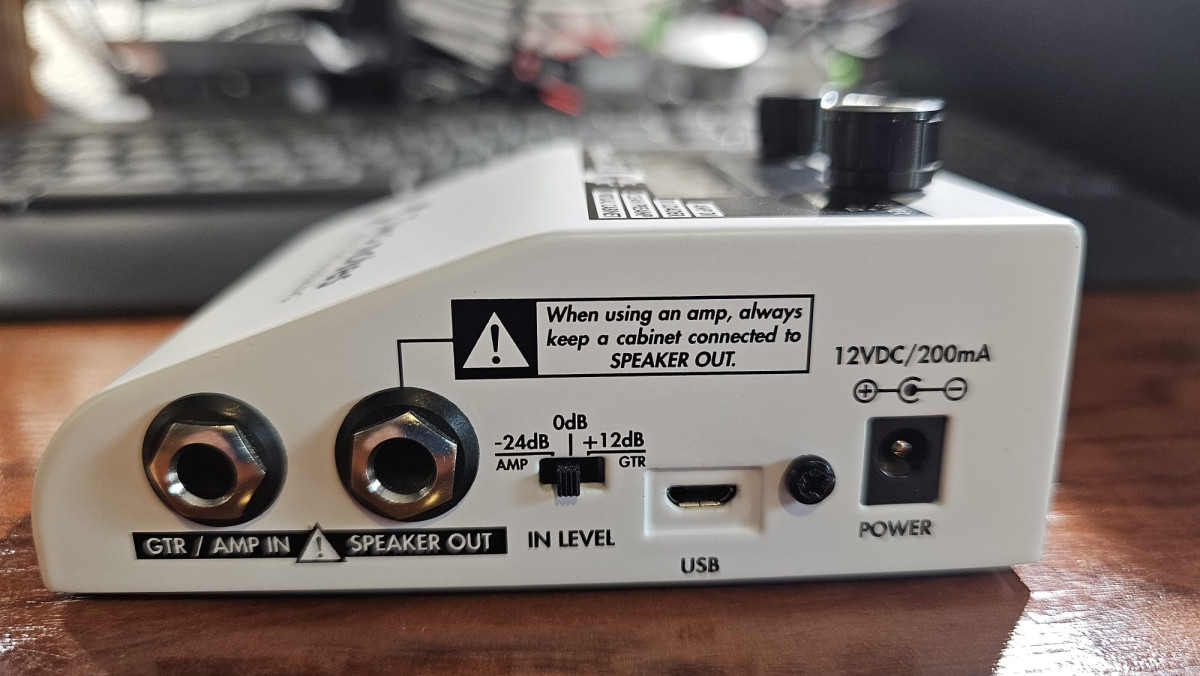 When using an amp, always
keep a cabinet connected to
SPEAKER OUT.
12VDC/200mA
0dB
-24dB +12dB
AMP GTR
GTR / AMP IN SPEAKER OUT
IN LEVEL
USB
POWER